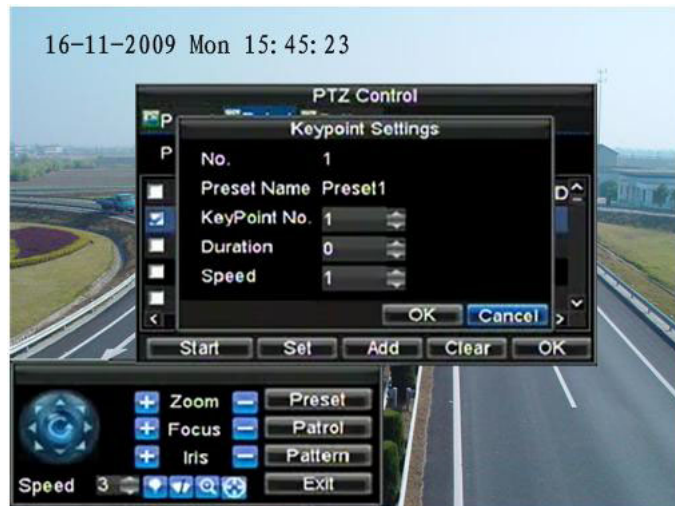 16-11-2009 Mon 15:45:23
PTZ Control
P
Keypoint Settings
P
No. 1
Preset Name Preset1
D
KeyPoint No. 1
Duration 0
Speed 1
OK Cancel
Start Set Add Clear OK
Zoom Preset
Focus Patrol
Iris Pattern
Speed 3 Exit